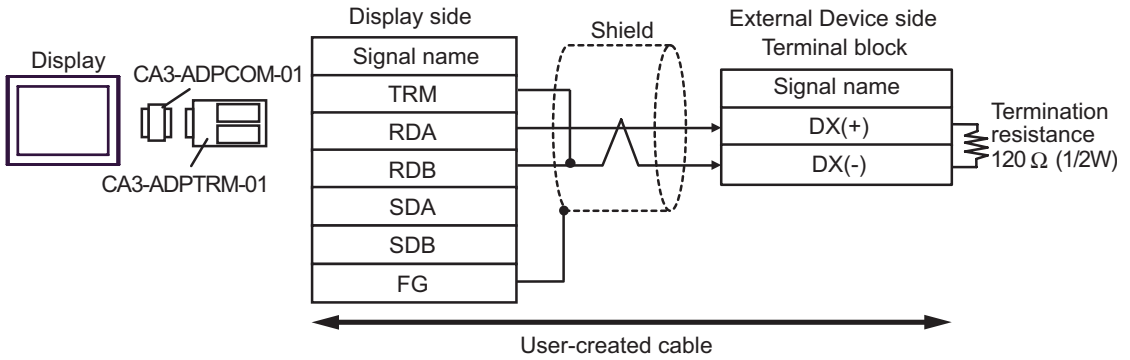 Display
CA3-ADPCOM-01
CA3-ADPTRM-01
Display side
Signal name
TRM
RDA
RDB
SDA
SDB
FG
Shield
External Device side
Terminal block
Signal name
DX(+)
DX(-)
Termination
resistance
120 Ω (1/2W)
User-created cable